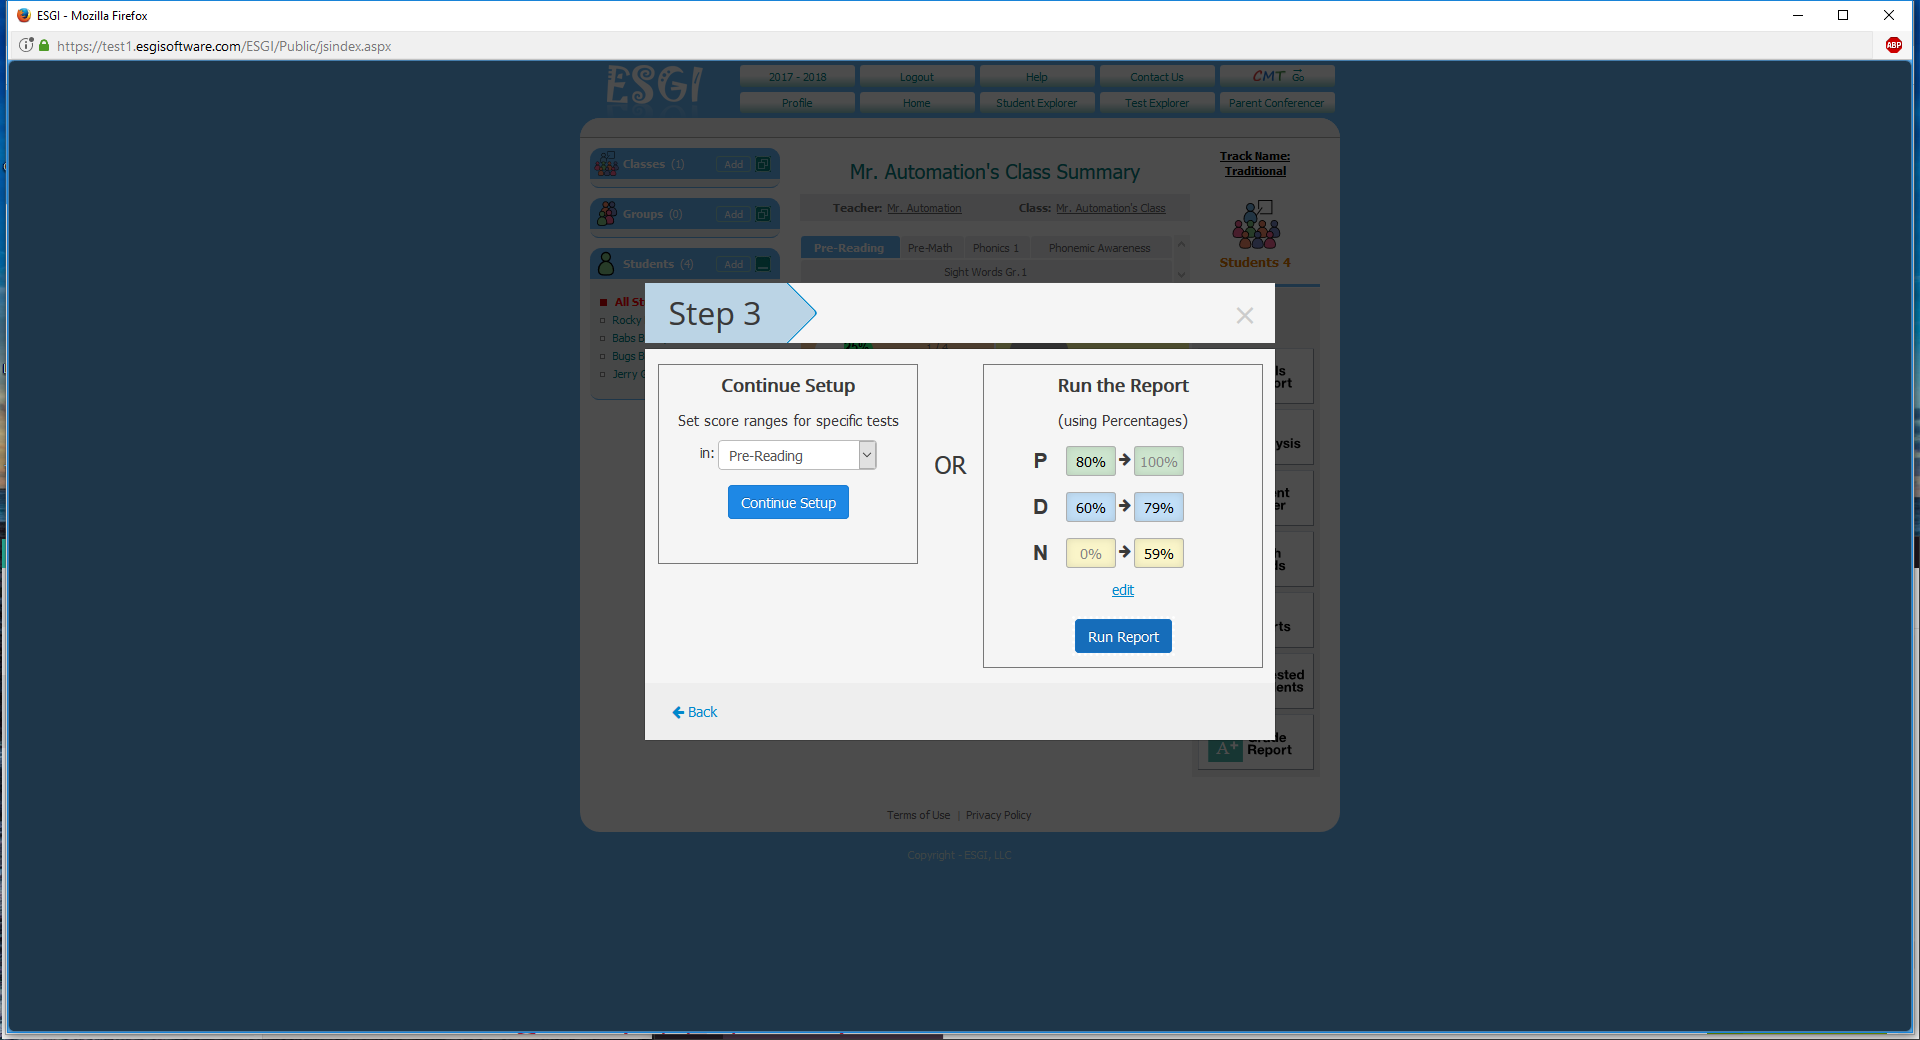 ESGI - Mozilla Firefox
https://test1.esgisoftware.com/ESGI/Public/jsindex.aspx
ABP
ESGI
2017 - 2018
Logout
Help
Contact Us
CMT Go
Profile
Home
Student Explorer
Test Explorer
Parent Conferencer
Classes (1)
Add
Groups (0)
Add
Students (4)
Add
All St
Rocky
Babs B
Bugs B
Jerry
Mr. Automation's Class Summary
Teacher: Mr. Automation
Class: Mr. Automation's Class
Pre-Reading
Pre-Math
Phonics 1
Phonemic Awareness
Sight Words Gr.1
Track Name:
Traditional
Students 4
Step 3
Continue Setup
Set score ranges for specific tests
in: Pre-Reading
Continue Setup
OR
Run the Report
(using Percentages)
P 80% 100%
D 60% 79%
N 0% 59%
edit
Run Report
Back
A+
Report
Terms of Use | Privacy Policy
Copyright - ESGI, LLC